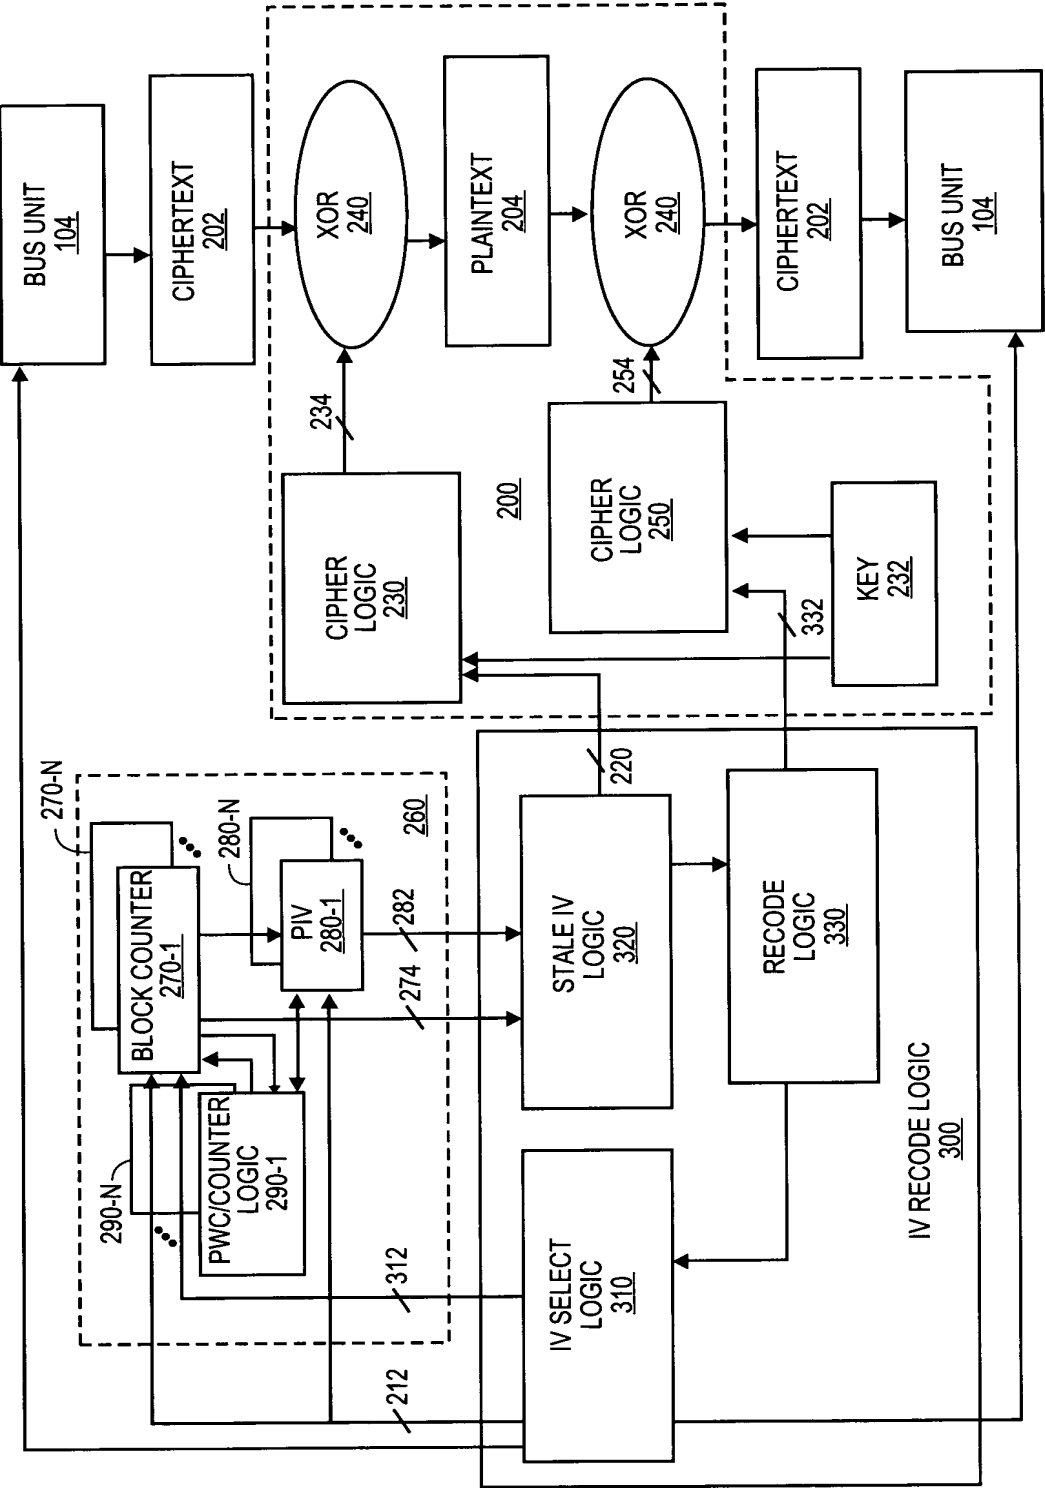 BUS UNIT
104
CIPHERTEXT
202
XOR
240
PLAINTEXT
204
XOR
240
CIPHERTEXT
202
BUS UNIT
104
234
254
CIPHER
LOGIC
230
200
CIPHER
LOGIC
250
KEY
232
332
220
270-N
BLOCK COUNTER
270-1
280-N
PIV
280-1
260
282
274
290-N
PWC/COUNTER
LOGIC
290-1
312
212
STALE IV
LOGIC
320
RECODE
LOGIC
330
IV SELECT
LOGIC
310
IV RECODE LOGIC
300